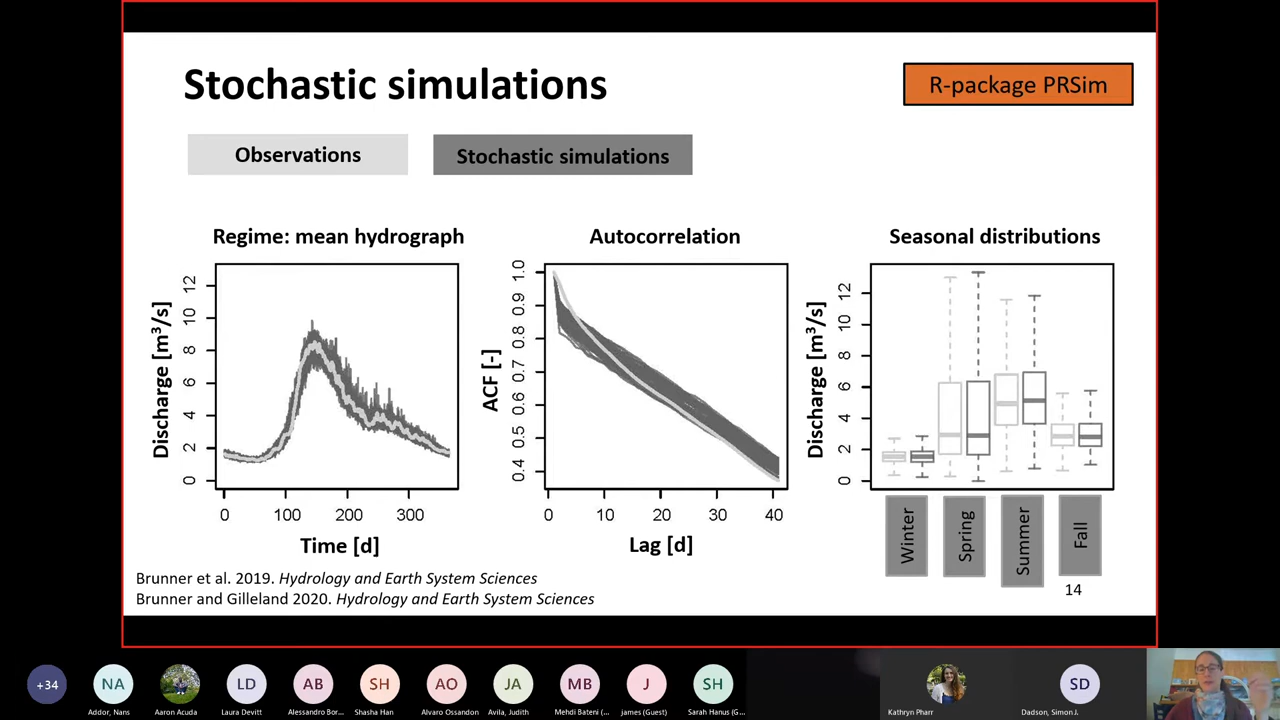 Stochastic simulations
R-package PRSim
Observations
Stochastic simulations
Regime: mean hydrograph
Discharge [m³/s]
0
2
4
6
8
10
12
0
100
200
300
Time [d]
Autocorrelation
ACF [-]
0.4
0.5
0.6
0.7
0.8
0.9
1.0
0
10
20
30
40
Lag [d]
Seasonal distributions
Discharge [m³/s]
0
2
4
6
8
10
12
Winter
Spring
Summer
Fall
Brunner et al. 2019. Hydrology and Earth System Sciences
Brunner and Gilleland 2020. Hydrology and Earth System Sciences
14
+34
NA
LD
AB
SH
AO
JA
MB
J
SH
SD
Addor, Nans
Aaron Acuda
Laura Devitt
Alessandro Bor...
Shasha Han
Alvaro Ossandon
Avila, Judith
Mehdi Bateni (...
james (Guest)
Sarah Hanus (G...
Kathryn Pharr
Dadson, Simon J.